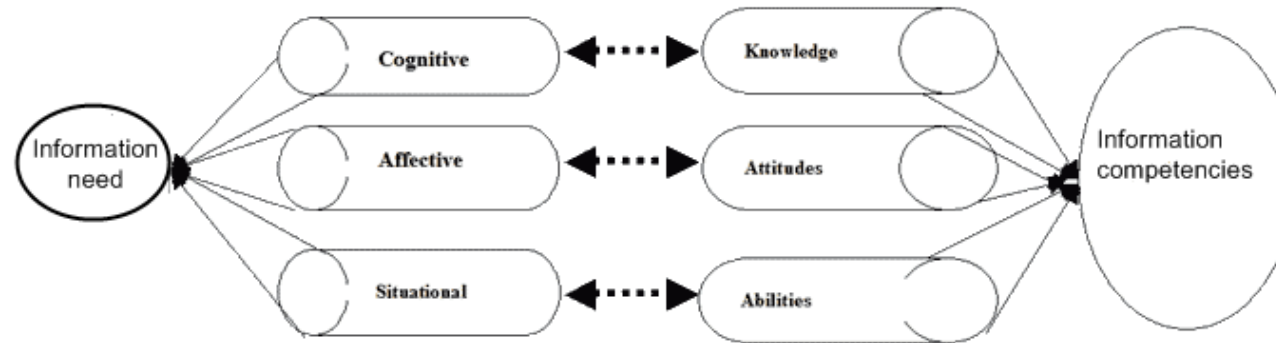 Cognitive
Knowledge
Information
need
Affective
Attitudes
Information
competencies
Situational
Abilities